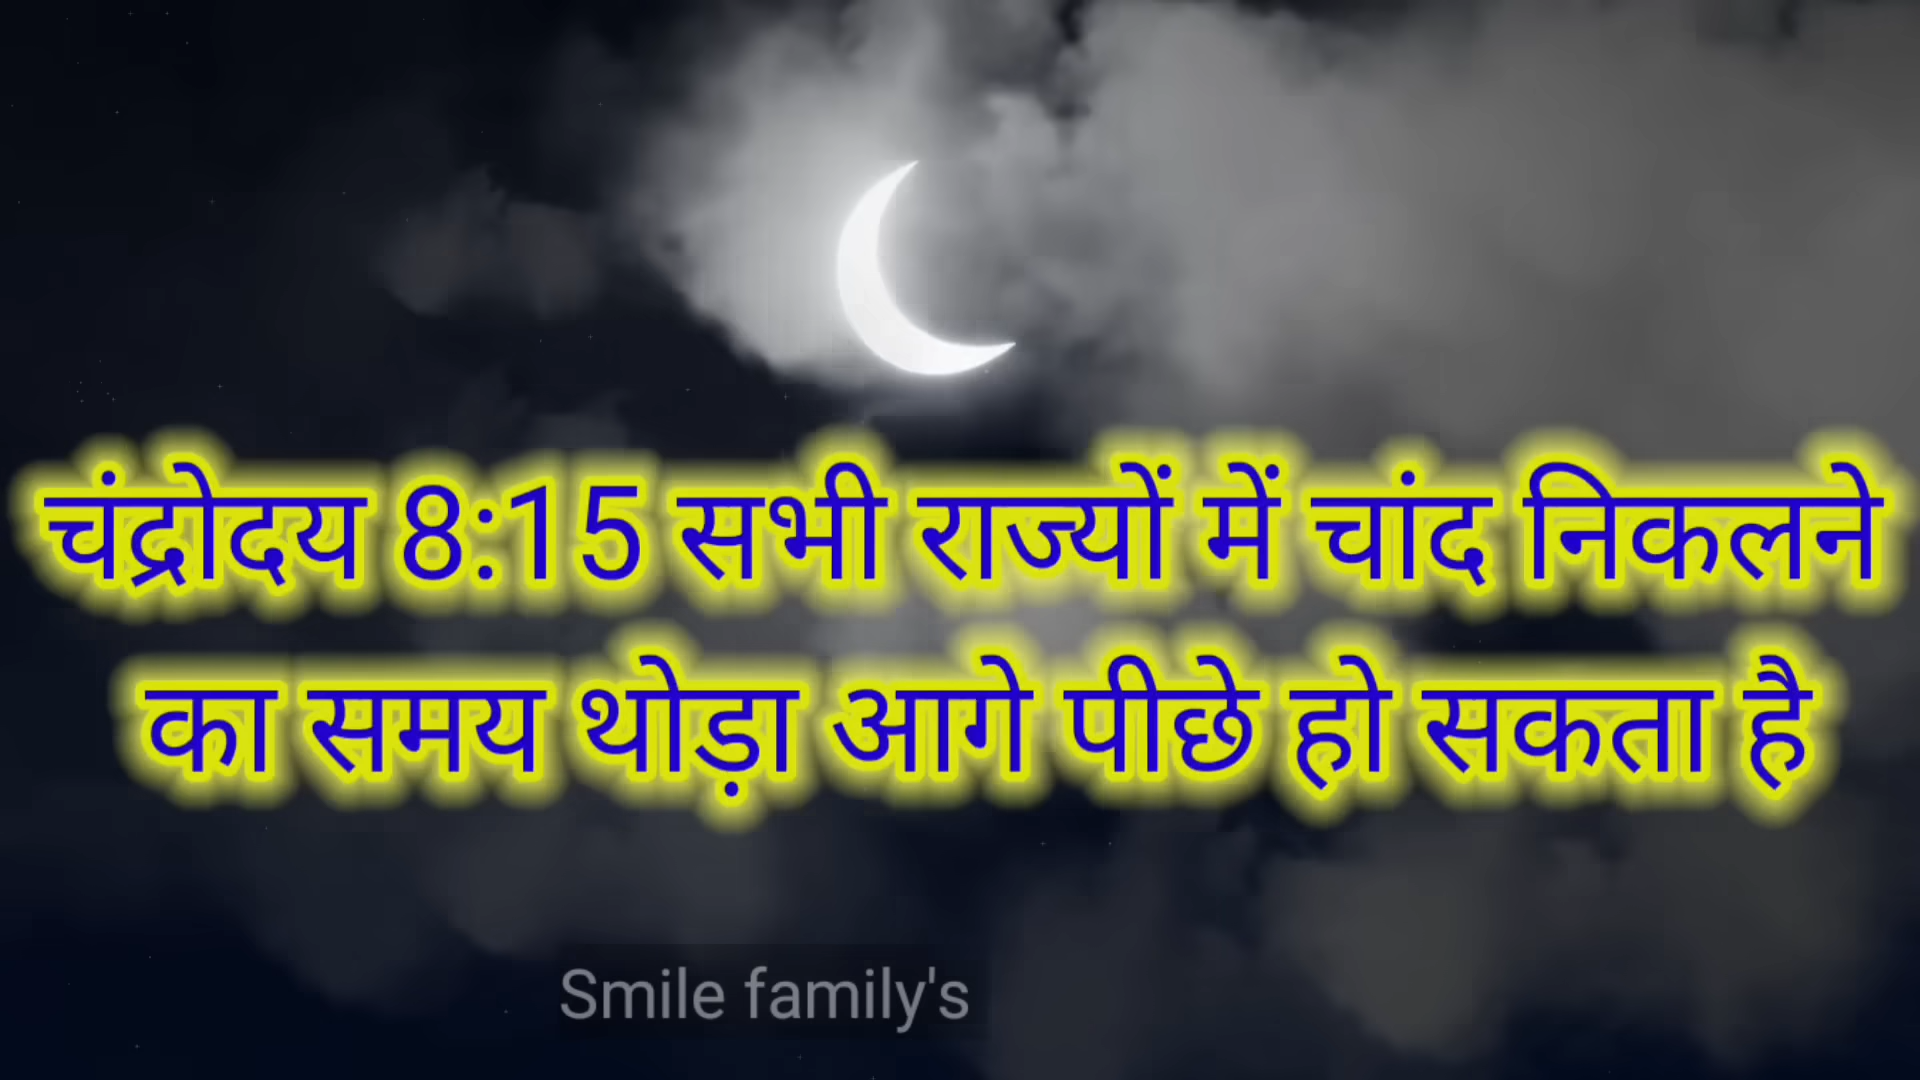 चंद्रोदय 8:15 सभी राज्यों में चांद निकलने
का समय थोड़ा आगे पीछे हो सकता है
Smile family's